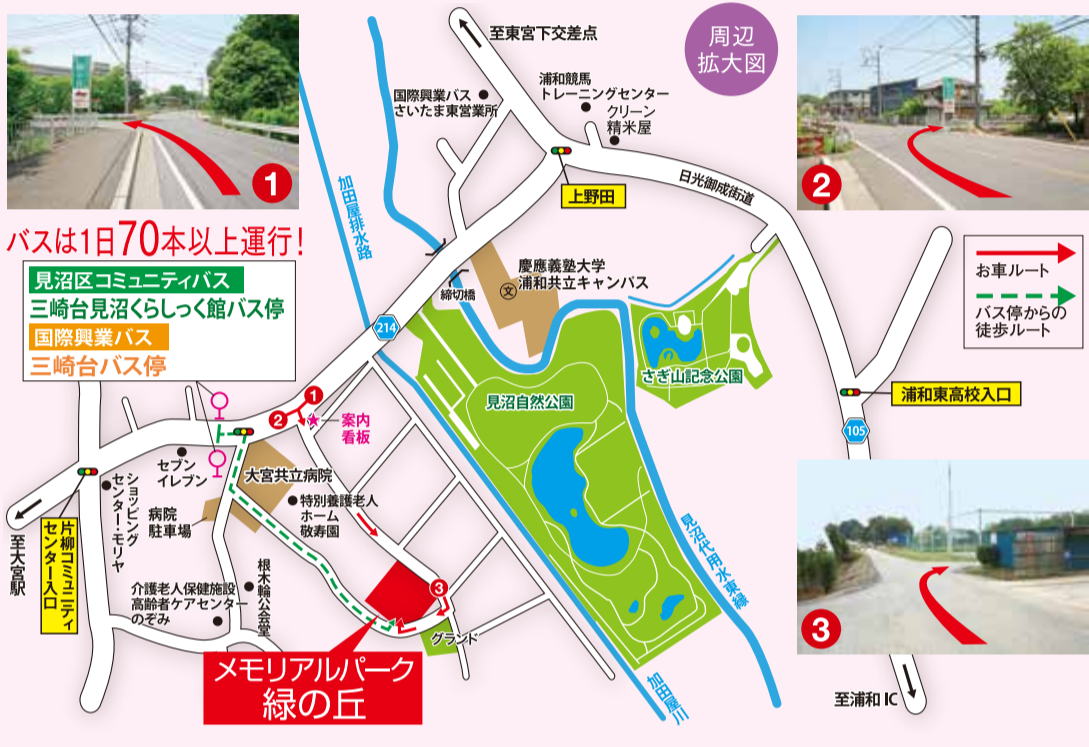 周辺
拡大図
至東宮下交差点
国際興業バス
さいたま東営業所
浦和競馬
トレーニングセンター
クリーン
精米屋
上野田
日光御成街道
1
2
バスは1日70本以上運行!
見沼区コミュニティバス
三崎台見沼くらしっく館バス停
国際興業バス
三崎台バス停
加田屋排水路
締切橋
慶應義塾大学
浦和共立キャンパス
文
お車ルート
バス停からの
徒歩ルート
214
見沼自然公園
さぎ山記念公園
浦和東高校入口
105
1
2
案内
看板
セブン
イレブン
大宮共立病院
ショッピング
センター・モリヤ
病院
駐車場
特別養護老人
ホーム
敬寿園
至大宮駅
片柳コミュニティ
センター入口
介護老人保健施設
高齢者ケアセンター
のぞみ
根木輪公会堂
3
グランド
メモリアルパーク
緑の丘
見沼代用水東縁
加田屋川
3
至浦和IC